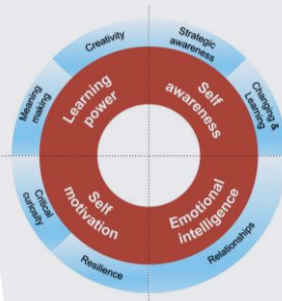 Creativity
Strategic
awareness
Meaning
making
Changing &
Learning
Learning
power
Self
awareness
Critical
curiosity
Self
motivation
Emotional
intelligence
Resilience
Relationships